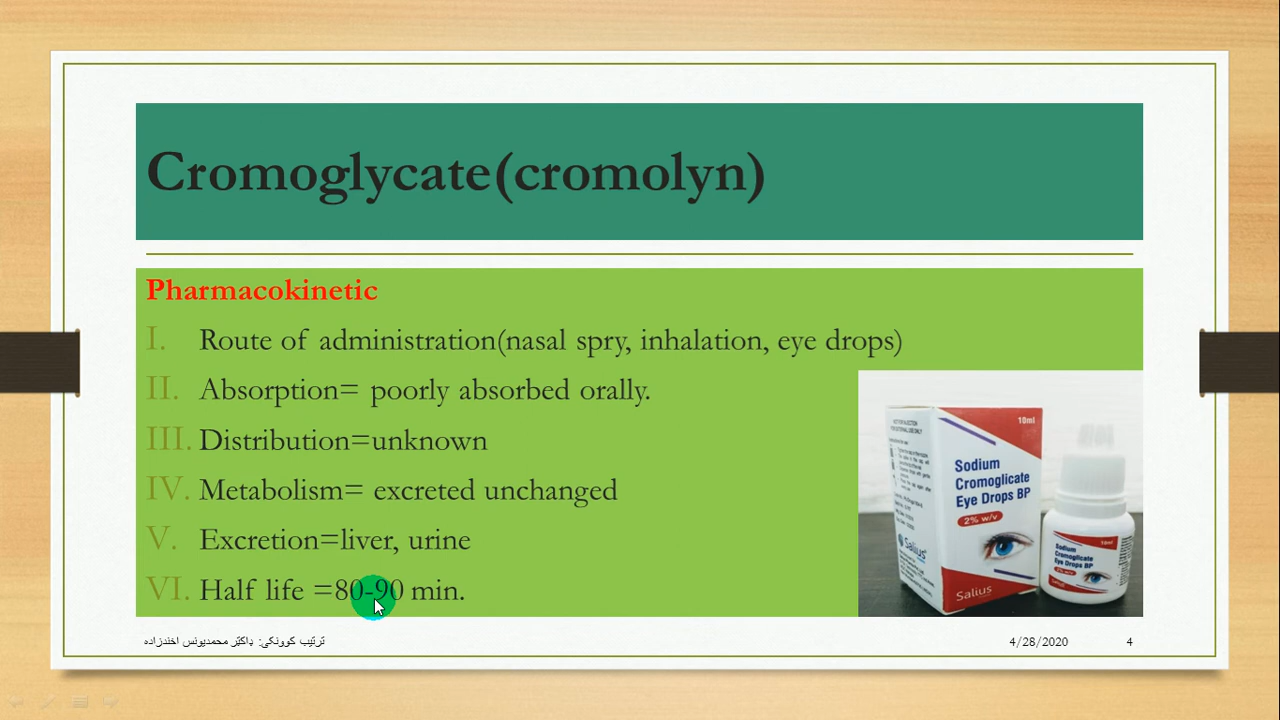 Cromoglycate(cromolyn)
Pharmacokinetic
I. Route of administration(nasal spry, inhalation, eye drops)
II. Absorption= poorly absorbed orally.
III. Distribution=unknown
IV. Metabolism= excreted unchanged
V. Excretion=liver, urine
VI. Half life =80-90 min.
10ml
Sodium
Cromoglicate
Eye Drops BP
2% w/v
Salius
Salius
10ml
Sodium
Cromoglicate
Eye Drops BP
ترتیب کوونکی: ډاکټر محمدیونس اخندزاده
4/28/2020
4